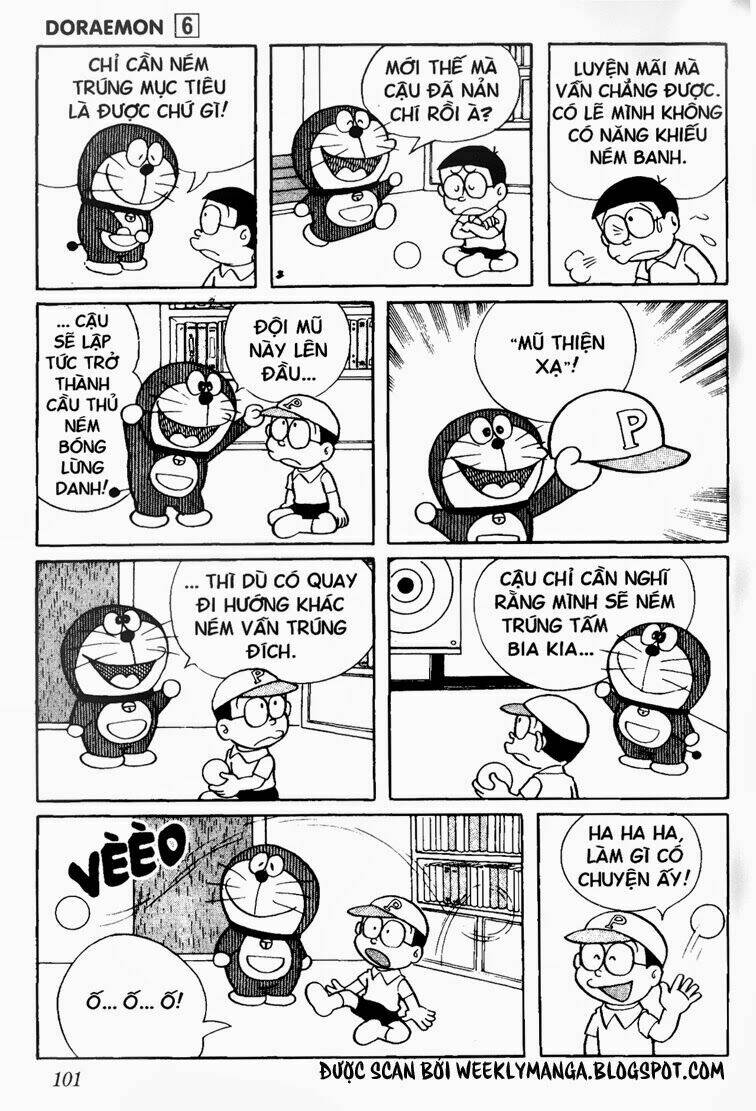 DORAEMON 6
LUYỆN MÃI MÀ
VẪN CHẲNG ĐƯỢC.
CÓ LẼ MÌNH KHÔNG
CÓ NĂNG KHIẾU
NÉM BANH.
MỚI THẾ MÀ
CẬU ĐÃ NẢN
CHÍ RỒI À?
CHỈ CẦN NÉM
TRÚNG MỤC TIÊU
LÀ ĐƯỢC CHỨ GÌ!
"MŨ THIỆN
XẠ"!
P
ĐỘI MŨ
NÀY LÊN
ĐẦU...
... CẬU
SẼ LẬP
TỨC TRỞ
THÀNH
CẦU THỦ
NÉM
BÓNG
LỪNG
DANH!
P
CẬU CHỈ CẦN NGHĨ
RẰNG MÌNH SẼ NÉM
TRÚNG TẤM
BIA KIA...
... THÌ DÙ CÓ QUAY
ĐI HƯỚNG KHÁC
NÉM VẪN TRÚNG
ĐÍCH.
P
HA HA HA,
LÀM GÌ CÓ
CHUYỆN ẤY!
P
VÈÈO
P
Ố... Ố... Ố!
101
ĐƯỢC SCAN BỞI WEEKLYMANGA.BLOGSPOT.COM